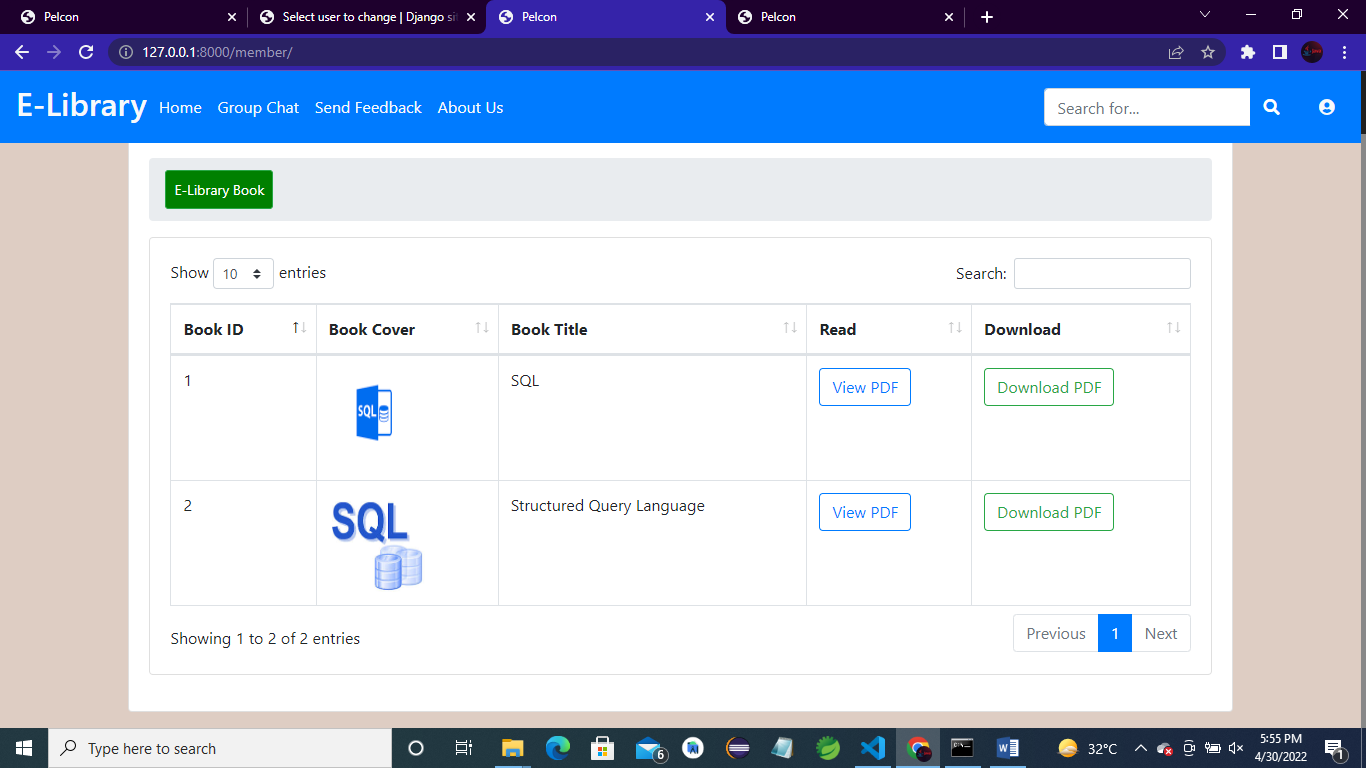 Pelcon
Select user to change | Django si
Pelcon
Pelcon
127.0.0.1:8000/member/
E-Library Home Group Chat Send Feedback About Us Search for...
E-Library Book
Show 10 entries Search:
Book ID Book Cover Book Title Read Download
1 SQL SQL View PDF Download PDF
2 SQL Structured Query Language View PDF Download PDF
Showing 1 to 2 of 2 entries Previous 1 Next
Type here to search 6 32°C 5:55 PM
4/30/2022 1